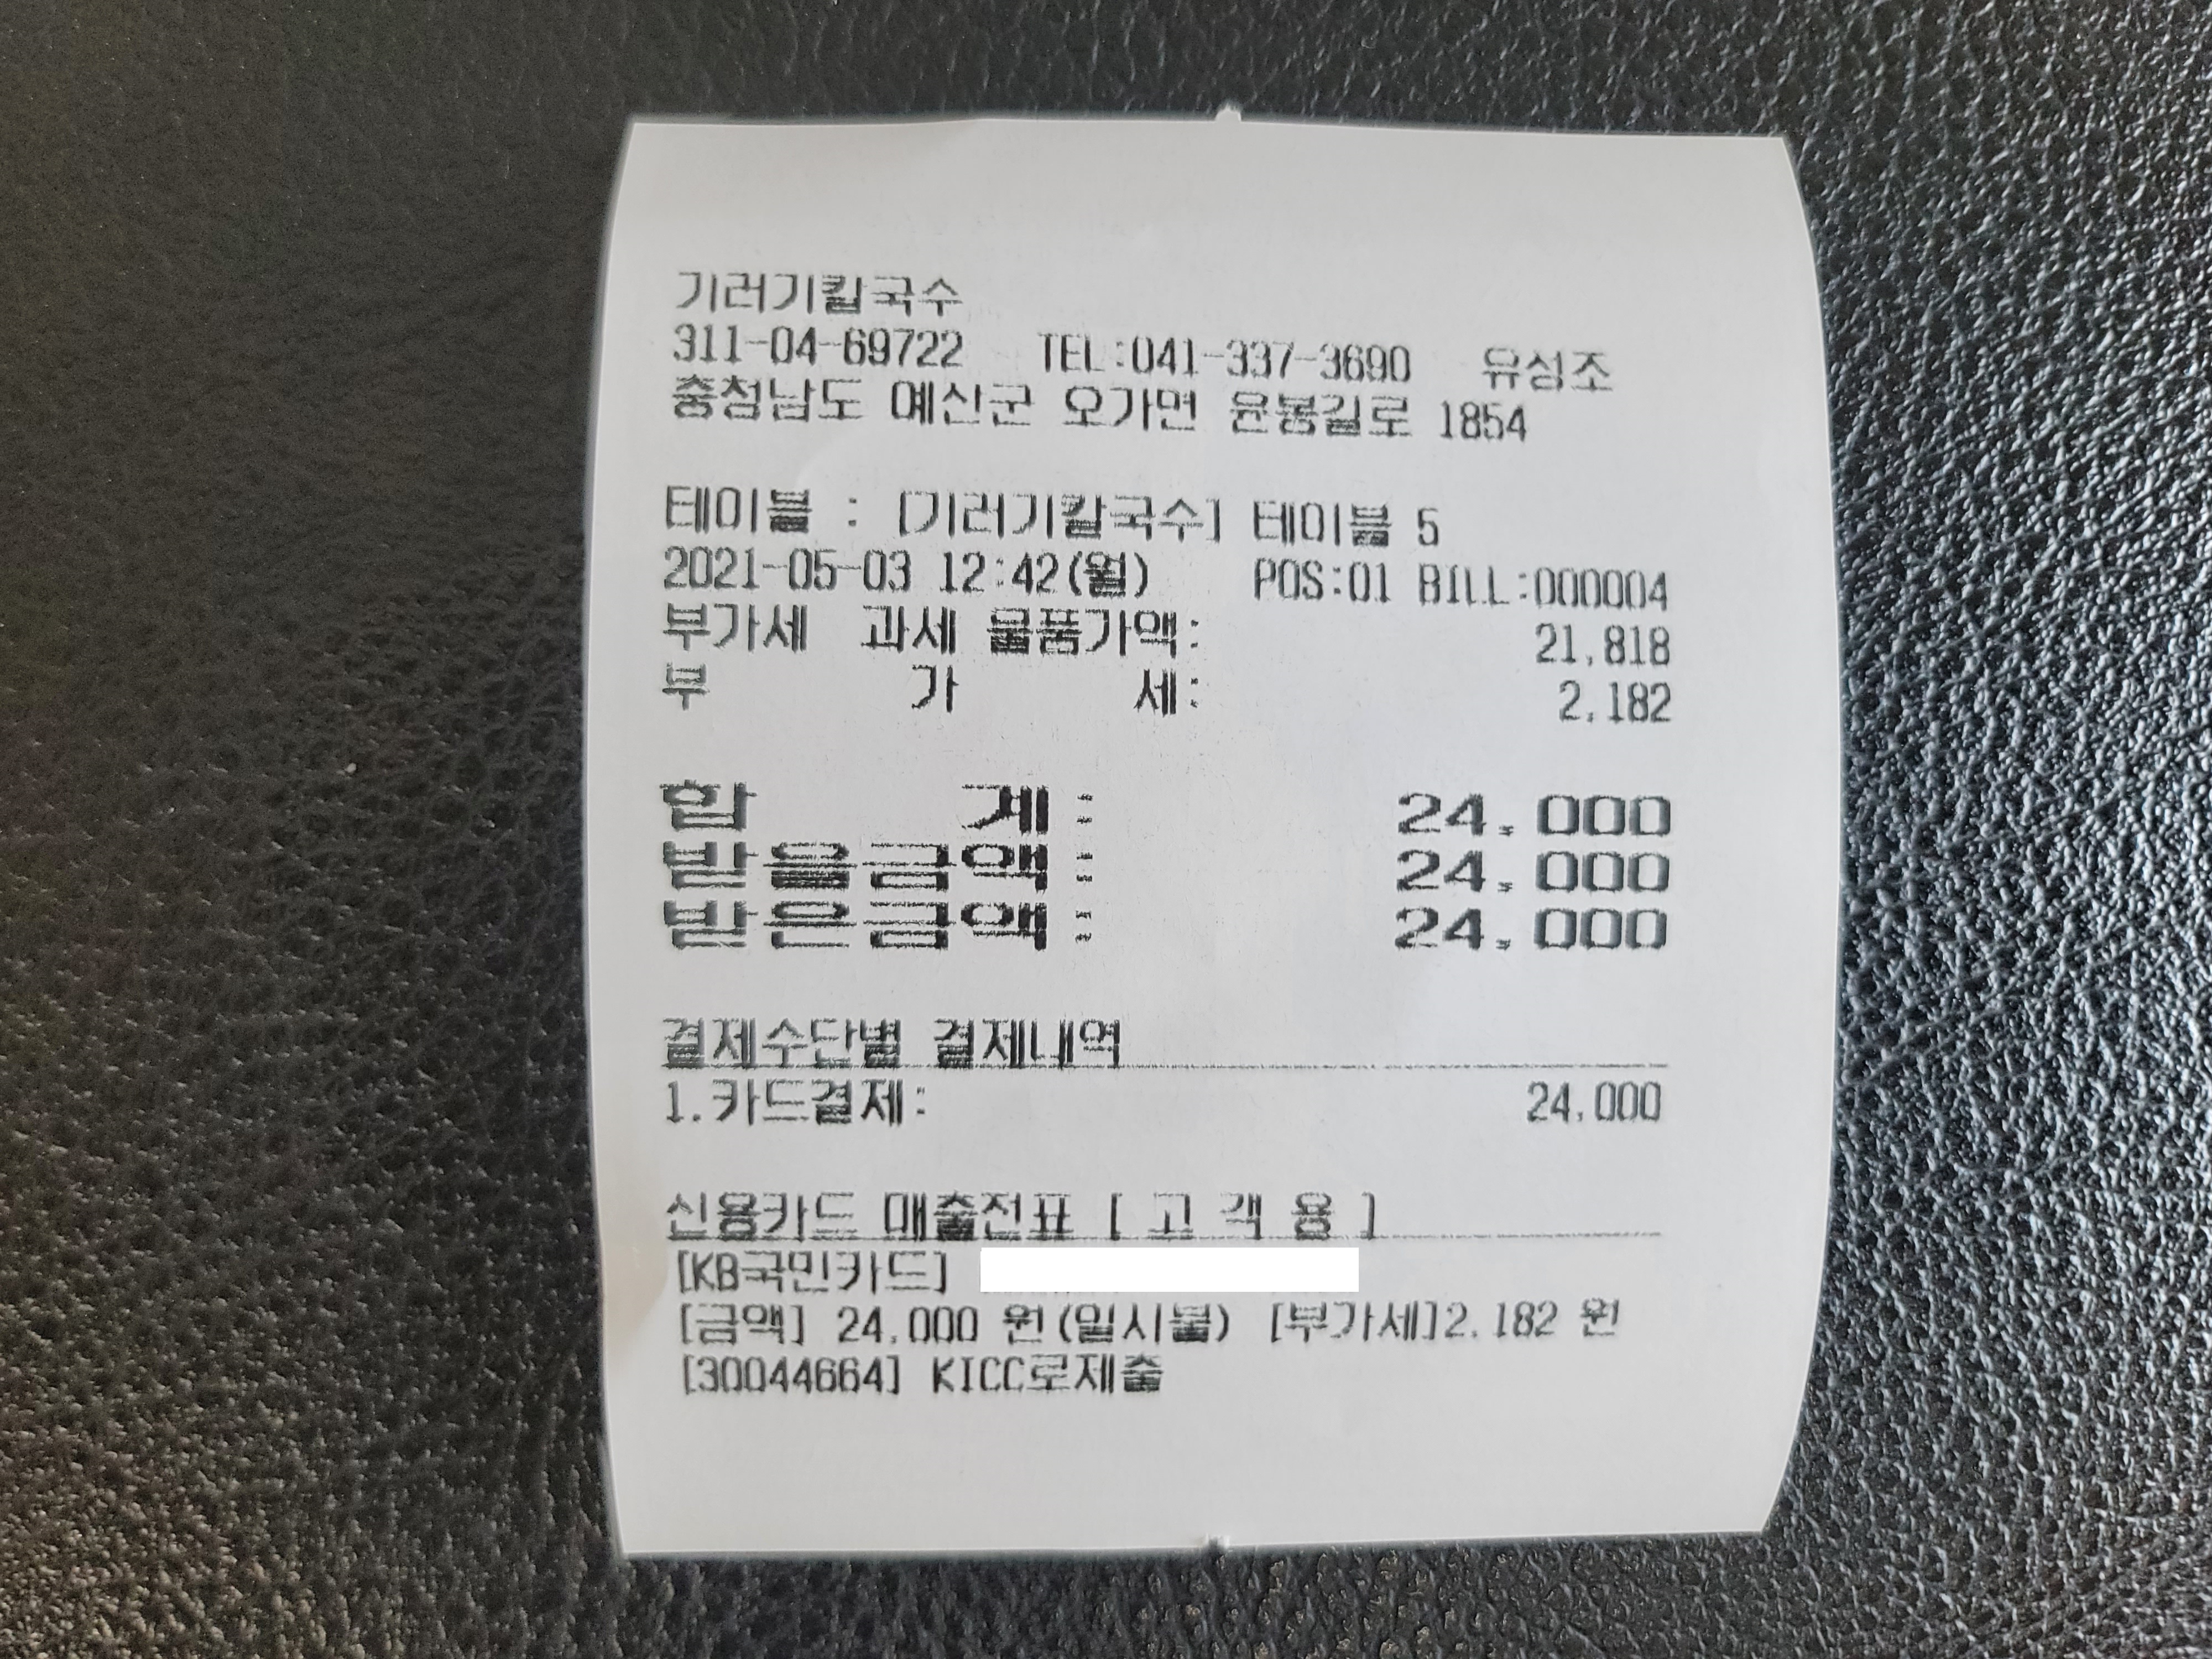 기러기칼국수
311-04-69722 TEL:041-337-3690 유성조
충청남도 예산군 오가면 윤봉길로 1854
테이블 : [기러기칼국수] 테이블 5
2021-05-03 12:42(월) POS:01 BILL:000004
부가세 과세 물품가액: 21,818
부 가 세: 2,182
합 계: 24,000
받을금액: 24,000
받은금액: 24,000
결제수단별 결제내역
1.카드결제: 24,000
신용카드 매출전표 [ 고 객 용 ]
[KB국민카드]
[금액] 24,000 원(일시불) [부가세]2,182 원
[30044664] KICC로제출